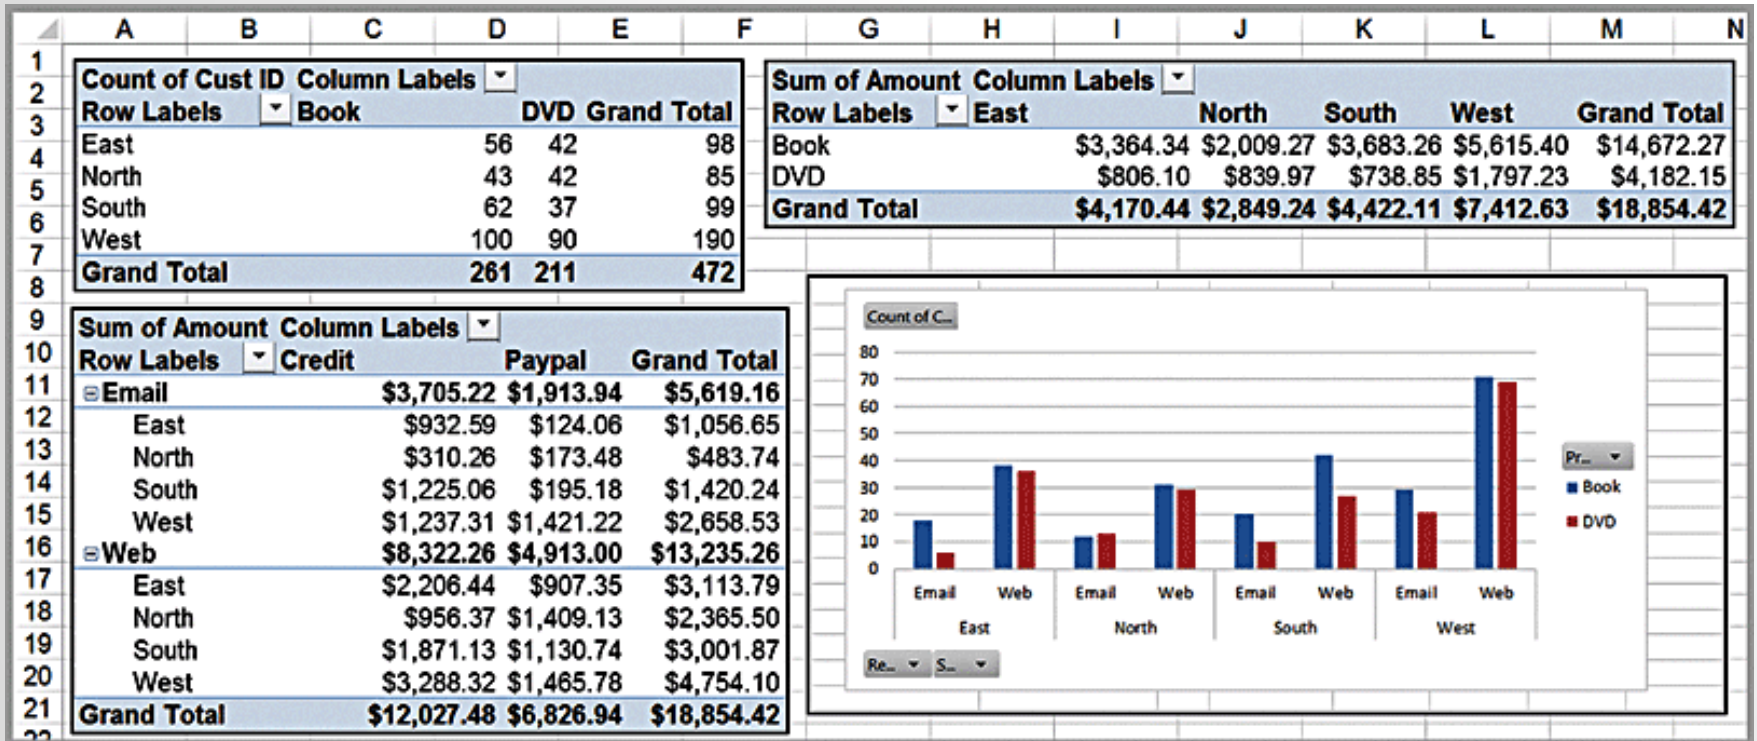 A B C D E F G H I J K L M N
1
2
3
4
5
6
7
8
9
10
11
12
13
14
15
16
17
18
19
20
21
22
Count of Cust ID Column Labels
Row Labels Book DVD Grand Total
East 56 42 98
North 43 42 85
South 62 37 99
West 100 90 190
Grand Total 261 211 472
Sum of Amount Column Labels
Row Labels East North South West Grand Total
Book $3,364.34 $2,009.27 $3,683.26 $5,615.40 $14,672.27
DVD $806.10 $839.97 $738.85 $1,797.23 $4,182.15
Grand Total $4,170.44 $2,849.24 $4,422.11 $7,412.63 $18,854.42
Sum of Amount Column Labels
Row Labels Credit Paypal Grand Total
Email $3,705.22 $1,913.94 $5,619.16
East $932.59 $124.06 $1,056.65
North $310.26 $173.48 $483.74
South $1,225.06 $195.18 $1,420.24
West $1,237.31 $1,421.22 $2,658.53
Web $8,322.26 $4,913.00 $13,235.26
East $2,206.44 $907.35 $3,113.79
North $956.37 $1,409.13 $2,365.50
South $1,871.13 $1,130.74 $3,001.87
West $3,288.32 $1,465.78 $4,754.10
Grand Total $12,027.48 $6,826.94 $18,854.42
Count of C...
80
70
60
50
40
30
20
10
0
Email Web Email Web Email Web Email Web
East North South West
Pr...
Book
DVD
Re... S...